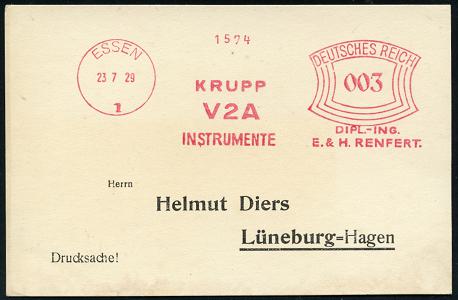 ESSEN
23 7 29
1
1574
KRUPP
V2A
INSTRUMENTE
DEUTSCHES REICH
003
DIPL.-ING.
E. & H. RENFERT.
Herrn
Helmut Diers
Lüneburg=Hagen
Drucksache!